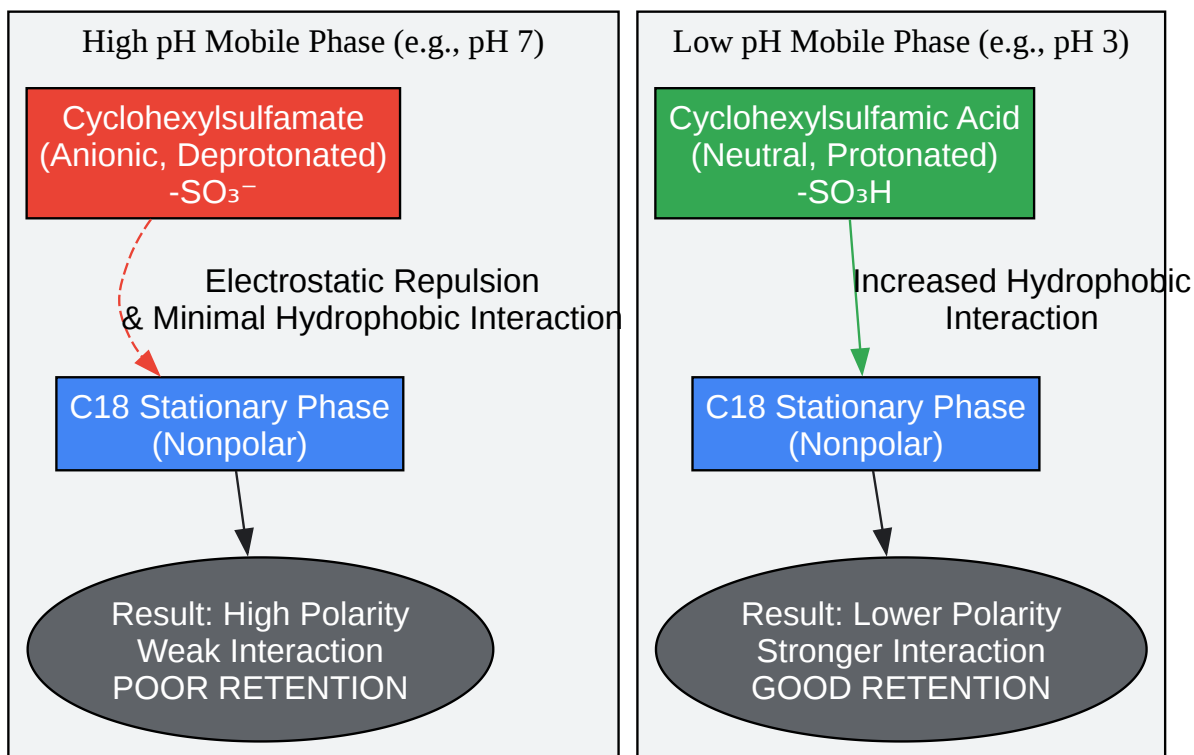 High pH Mobile Phase (e.g., pH 7)
Cyclohexylsulfamate
(Anionic, Deprotonated)
-SO₃⁻
Electrostatic Repulsion
& Minimal Hydrophobic Interaction
C18 Stationary Phase
(Nonpolar)
Result: High Polarity
Weak Interaction
POOR RETENTION
Low pH Mobile Phase (e.g., pH 3)
Cyclohexylsulfamic Acid
(Neutral, Protonated)
-SO₃H
Increased Hydrophobic
Interaction
C18 Stationary Phase
(Nonpolar)
Result: Lower Polarity
Stronger Interaction
GOOD RETENTION